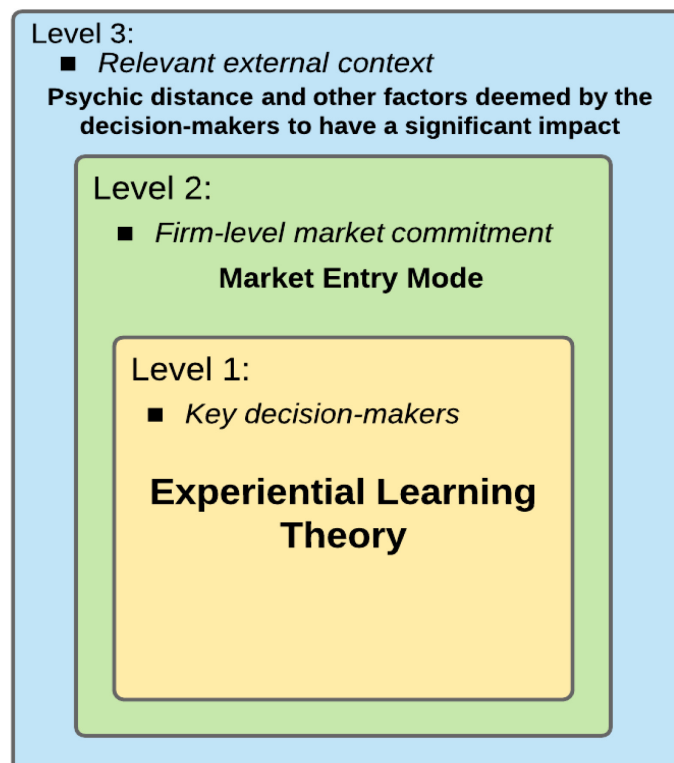 Level 3:
■ Relevant external context
Psychic distance and other factors deemed by the
decision-makers to have a significant impact
Level 2:
■ Firm-level market commitment
Market Entry Mode
Level 1:
■ Key decision-makers
Experiential Learning
Theory